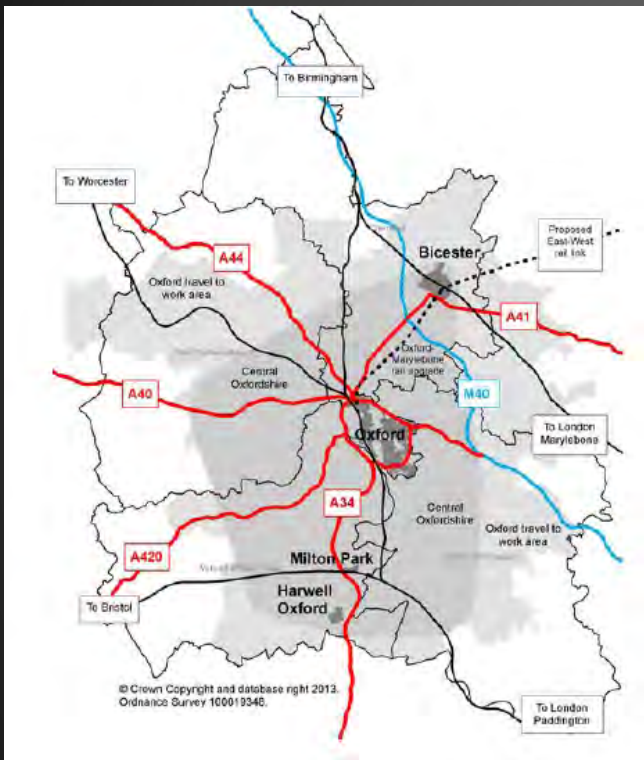 To Birmingham
To Worcester
Proposed
East-West
rail link
Bicester
A44
Oxford travel to
work area
A41
Oxford-
Marylebone
rail upgrade
Central
Oxfordshire
A40
M40
Oxford
To London
Marylebone
A34
Central
Oxfordshire
Oxford travel to
work area
A420
Milton Park
Harwell
Oxford
To Bristol
© Crown Copyright and database right 2013.
Ordnance Survey 100019348.
To London
Paddington